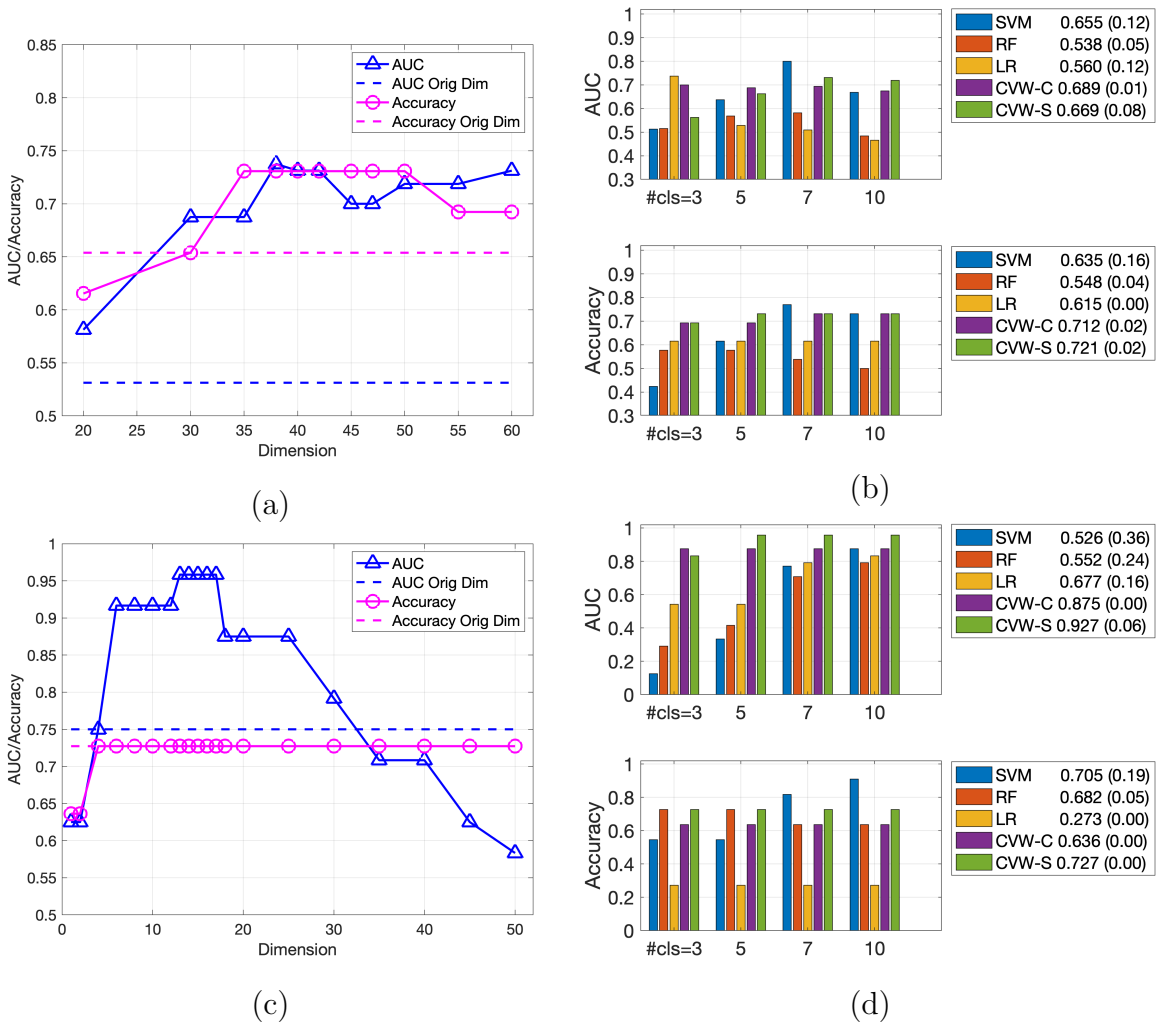 0.85
0.8
0.75
0.7
0.65
0.6
0.55
0.5
AUC/Accuracy
20 25 30 35 40 45 50 55 60
Dimension
AUC
AUC Orig Dim
Accuracy
Accuracy Orig Dim
(a)
1
0.9
0.8
0.7
0.6
0.5
0.4
0.3
AUC
#cls=3 5 7 10
SVM 0.655 (0.12)
RF 0.538 (0.05)
LR 0.560 (0.12)
CVW-C 0.689 (0.01)
CVW-S 0.669 (0.08)
1
0.9
0.8
0.7
0.6
0.5
0.4
0.3
Accuracy
#cls=3 5 7 10
SVM 0.635 (0.16)
RF 0.548 (0.04)
LR 0.615 (0.00)
CVW-C 0.712 (0.02)
CVW-S 0.721 (0.02)
(b)
1
0.95
0.9
0.85
0.8
0.75
0.7
0.65
0.6
0.55
0.5
AUC/Accuracy
0 10 20 30 40 50
Dimension
AUC
AUC Orig Dim
Accuracy
Accuracy Orig Dim
(c)
1
0.8
0.6
0.4
0.2
0
AUC
#cls=3 5 7 10
SVM 0.526 (0.36)
RF 0.552 (0.24)
LR 0.677 (0.16)
CVW-C 0.875 (0.00)
CVW-S 0.927 (0.06)
1
0.8
0.6
0.4
0.2
0
Accuracy
#cls=3 5 7 10
SVM 0.705 (0.19)
RF 0.682 (0.05)
LR 0.273 (0.00)
CVW-C 0.636 (0.00)
CVW-S 0.727 (0.00)
(d)